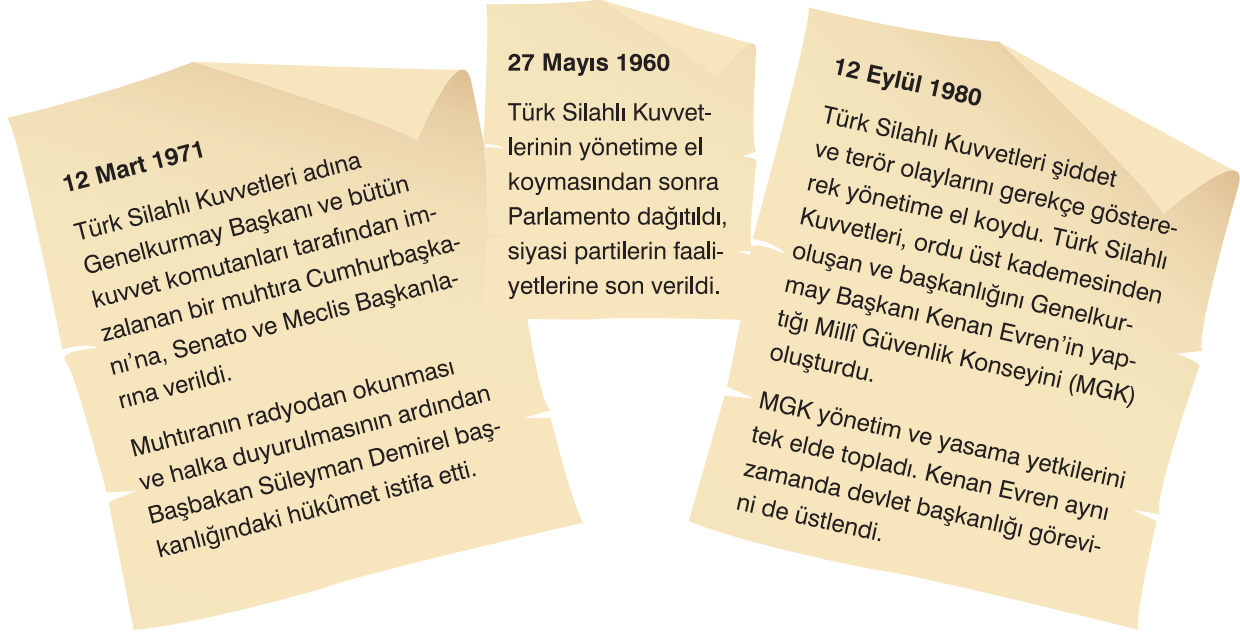 12 Mart 1971
Türk Silahlı Kuvvetleri adına
Genelkurmay Başkanı ve bütün
kuvvet komutanları tarafından im-
zalanan bir muhtıra Cumhurbaşka-
nı’na, Senato ve Meclis Başkanla-
rına verildi.
Muhtıranın radyodan okunması
ve halka duyurulmasının ardından
Başbakan Süleyman Demirel baş-
kanlığındaki hükûmet istifa etti.
27 Mayıs 1960
Türk Silahlı Kuvvet-
lerinin yönetime el
koymasından sonra
Parlamento dağıtıldı,
siyasi partilerin faali-
yetlerine son verildi.
12 Eylül 1980
Türk Silahlı Kuvvetleri şiddet
ve terör olaylarını gerekçe göstere-
rek yönetime el koydu. Türk Silahlı
Kuvvetleri, ordu üst kademesinden
oluşan ve başkanlığını Genelkur-
may Başkanı Kenan Evren’in yap-
tığı Millî Güvenlik Konseyini (MGK)
oluşturdu.
MGK yönetim ve yasama yetkilerini
tek elde topladı. Kenan Evren aynı
zamanda devlet başkanlığı görevi-
ni de üstlendi.